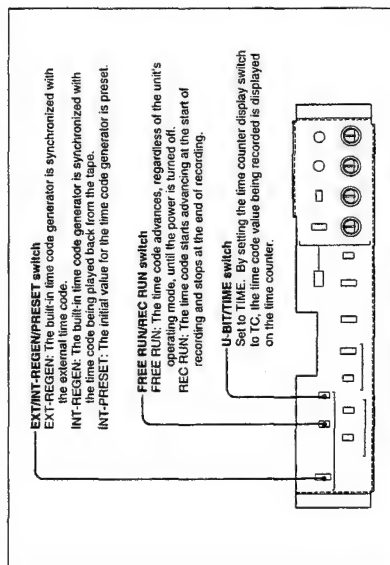 EXT/INT-REGEN/PRESET switch
EXT-REGEN: The built-in time code generator is synchronized with
the external time code.
INT-REGEN: The built-in time code generator is synchronized with
the time code being played back from the tape.
INT-PRESET: The initial value for the time code generator is preset.
FREE RUN/REC RUN switch
FREE RUN: The time code advances, regardless of the unit's
operating mode, until the power is turned off.
REC RUN: The time code starts advancing at the start of
recording and stops at the end of recording.
U-BIT/TIME switch
Set to TIME. By setting the time counter display switch
to TC, the time code value being recorded is displayed
on the time counter.